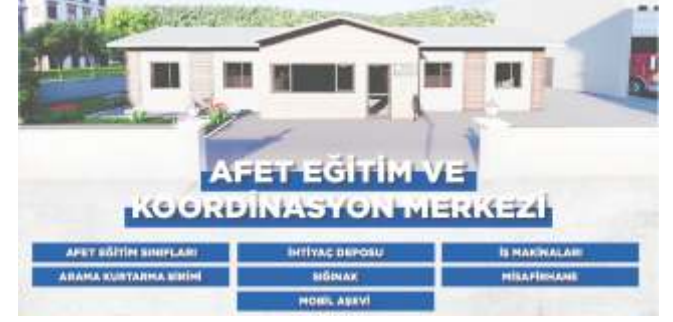 AFET EĞİTİM VE
KOORDİNASYON MERKEZİ
AFET EĞİTİM SINIFLARI
İHTİYAÇ DEPOSU
İŞ MAKİNALARI
ARAMA KURTARMA BİRİMİ
SIĞINAK
MİSAFİRHANE
MOBİL AŞEVİ